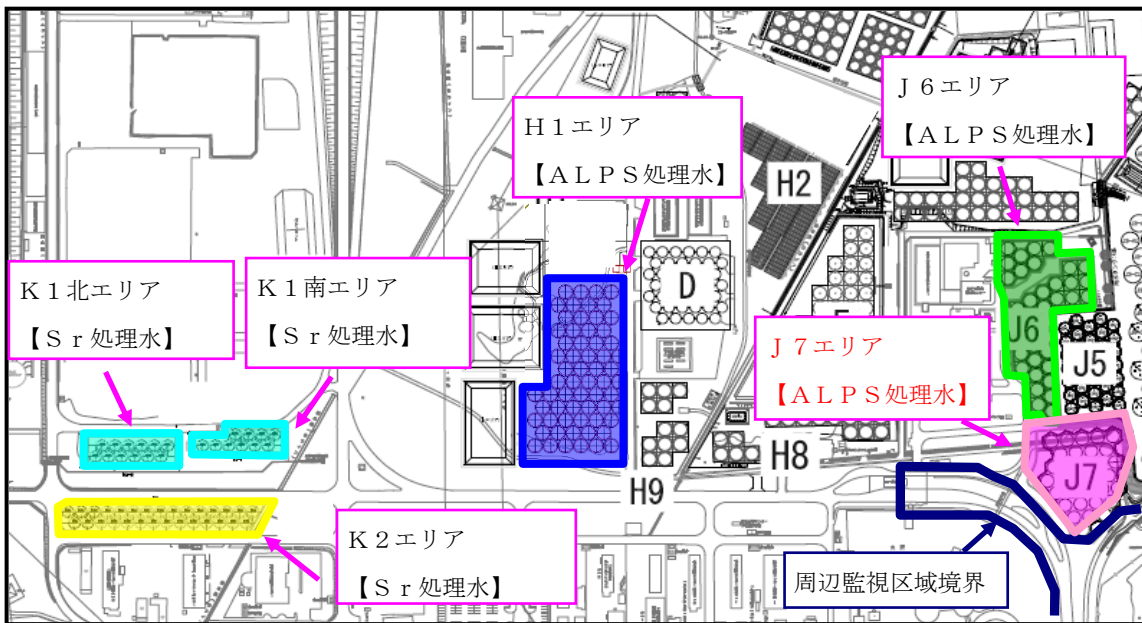 Ｊ６エリア
【ＡＬＰＳ処理水】
Ｈ１エリア
【ＡＬＰＳ処理水】
H2
D
Ｋ１北エリア
【Ｓｒ処理水】
Ｋ１南エリア
【Ｓｒ処理水】
J6
J5
Ｊ７エリア
【ＡＬＰＳ処理水】
H8
J7
H9
Ｋ２エリア
【Ｓｒ処理水】
周辺監視区域境界